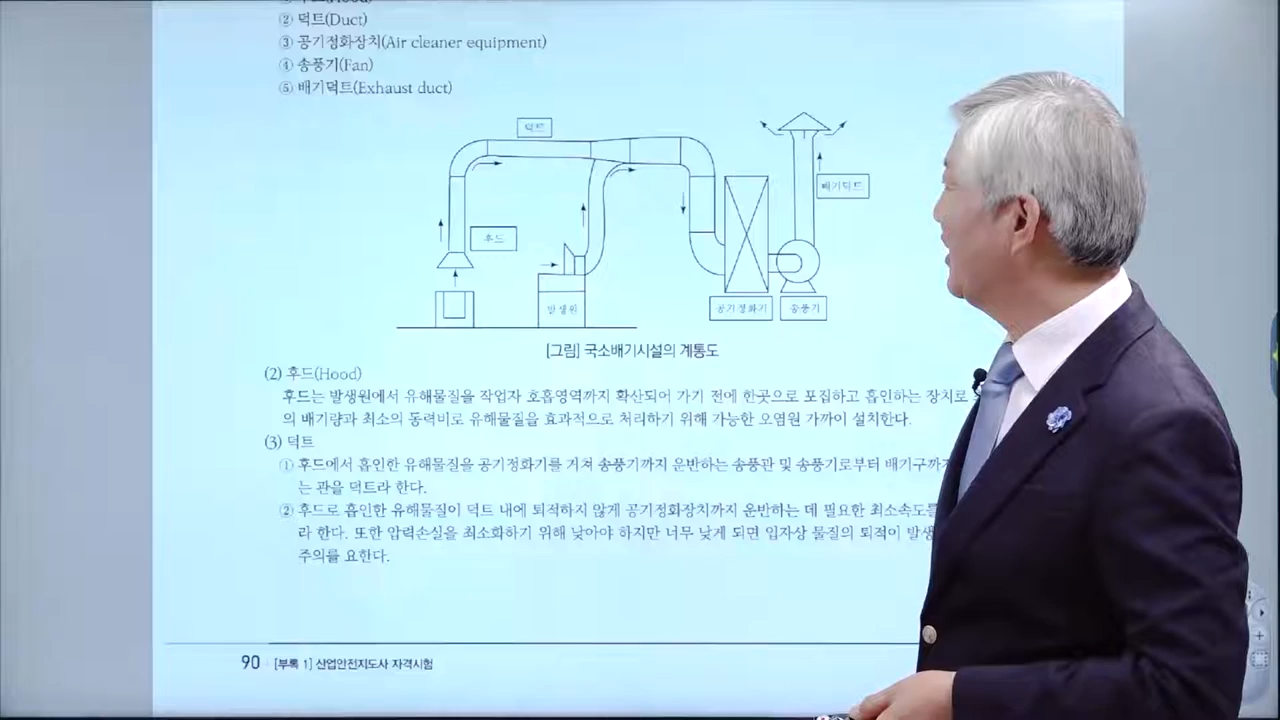 ② 덕트(Duct)
③ 공기정화장치(Air cleaner equipment)
④ 송풍기(Fan)
⑤ 배기덕트(Exhaust duct)
덕트
배기덕트
후드
발생원
공기정화기
송풍기
[그림] 국소배기시설의 계통도
(2) 후드(Hood)
후드는 발생원에서 유해물질을 작업자 호흡영역까지 확산되어 가기 전에 한곳으로 포집하고 흡인하는 장치로
의 배기량과 최소의 동력비로 유해물질을 효과적으로 처리하기 위해 가능한 오염원 가까이 설치한다.
(3) 덕트
① 후드에서 흡인한 유해물질을 공기정화기를 거쳐 송풍기까지 운반하는 송풍관 및 송풍기로부터 배기구까지
는 관을 덕트라 한다.
② 후드로 흡인한 유해물질이 덕트 내에 퇴적하지 않게 공기정화장치까지 운반하는 데 필요한 최소속도를
라 한다. 또한 압력손실을 최소화하기 위해 낮아야 하지만 너무 낮게 되면 입자상 물질의 퇴적이 발생
주의를 요한다.
90 [부록 1] 산업안전지도사 자격시험